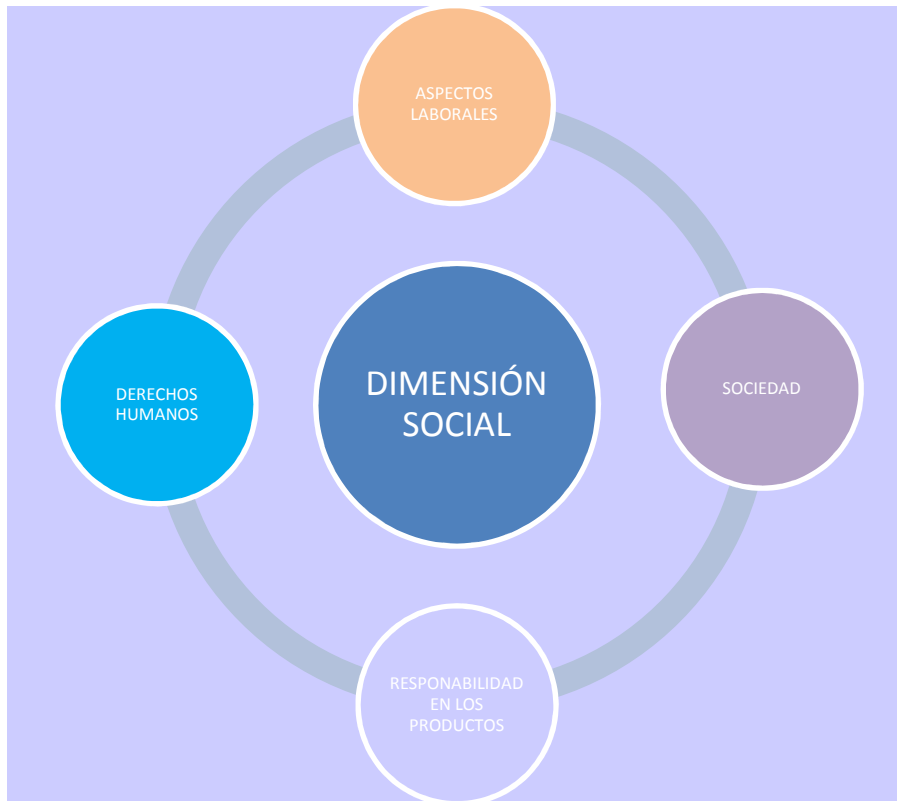 ASPECTOS
LABORALES
DERECHOS
HUMANOS
DIMENSIÓN
SOCIAL
SOCIEDAD
RESPONABILIDAD
EN LOS
PRODUCTOS